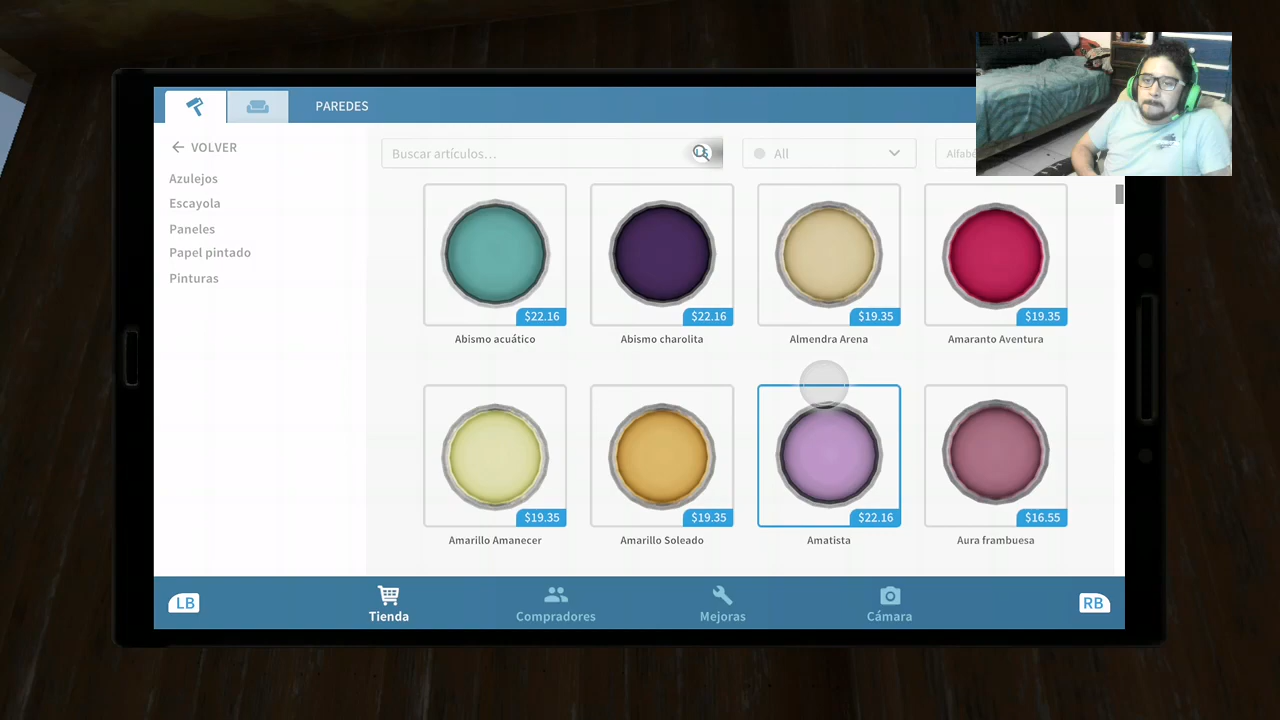 PAREDES
VOLVER
Azulejos
Escayola
Paneles
Papel pintado
Pinturas
Buscar artículos...
LS
All
$22.16
$22.16
$19.35
$19.35
Abismo acuático
Abismo charolita
Almendra Arena
Amaranto Aventura
$19.35
$19.35
$22.16
$16.55
Amarillo Amanecer
Amarillo Soleado
Amatista
Aura frambuesa
LB
Tienda
Compradores
Mejoras
Cámara
RB